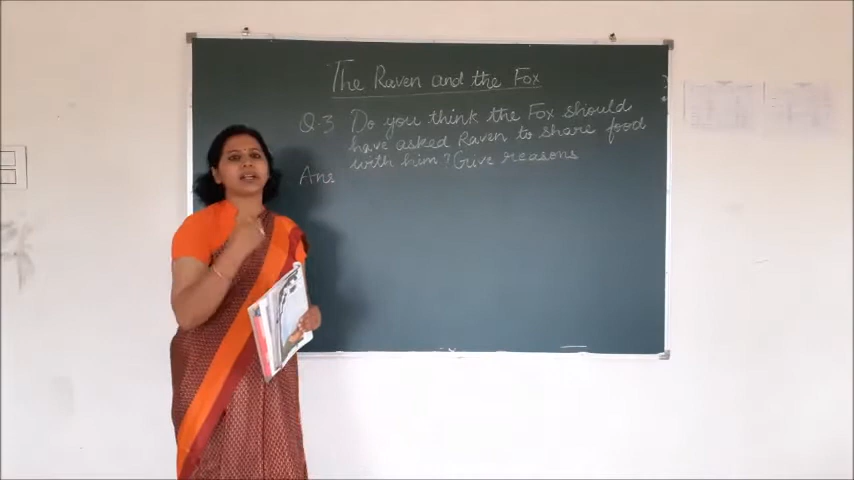 The Raven and the Fox
Q.3 Do you think the Fox should
have asked Raven to share food
with him? Give reasons
Ans